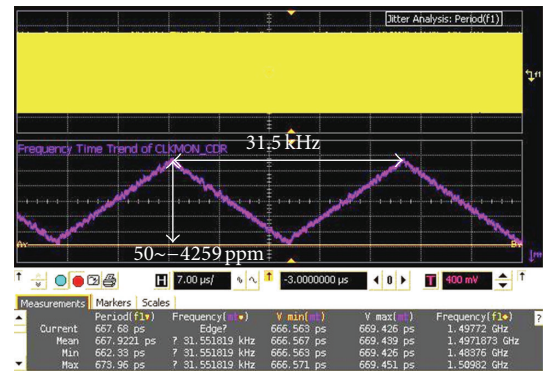 Jitter Analysis: Period(f1)
f1
Frequency Time Trend of CLKMON_CDR
31.5 kHz
50~−4259 ppm
H 7.00 µs/ -3.0000000 µs 0 T 400 mV
Measurements Markers Scales
Period(f1) Frequency(mt) V min(mt) V max(mt) Frequency(f1) ?
Current 667.68 ps Edge? 666.563 ps 669.426 ps 1.49772 GHz
Mean 667.9221 ps ? 31.551819 kHz 666.567 ps 669.439 ps 1.4971873 GHz
Min 662.33 ps ? 31.551819 kHz 666.563 ps 669.426 ps 1.48376 GHz
Max 673.96 ps ? 31.551819 kHz 666.571 ps 669.451 ps 1.50982 GHz